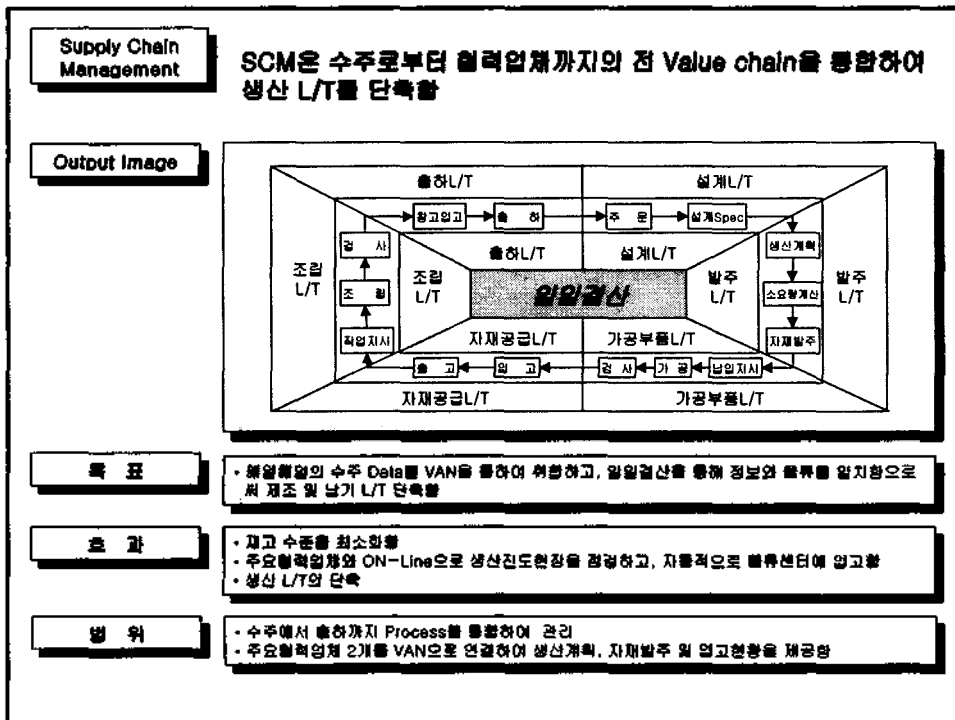 Supply Chain
Management
SCM은 수주로부터 협력업체까지의 전 Value chain을 통합하여
생산 L/T를 단축함
Output Image
출하L/T
설계L/T
창고입고
출 하
주 문
설계Spec
검 사
생산계획
출하L/T
설계L/T
조립
L/T
조립
L/T
일일결산
발주
L/T
발주
L/T
조 립
소요량계산
작업지시
자재발주
자재공급L/T
가공부품L/T
출 고
입 고
검 사
가 공
납입지시
자재공급L/T
가공부품L/T
목 표
· 매일매일의 수주 Data를 VAN을 통하여 취합하고, 일일결산을 통해 정보와 물류를 일치함으로
써 제조 및 납기 L/T 단축함
효 과
· 재고 수준을 최소화함
· 주요협력업체와 ON-Line으로 생산진도현장을 점검하고, 자동적으로 물류센터에 입고함
· 생산 L/T의 단축
범 위
· 수주에서 출하까지 Process를 통합하여 관리
· 주요협력업체 2개를 VAN으로 연결하여 생산계획, 자재발주 및 입고현황을 제공함